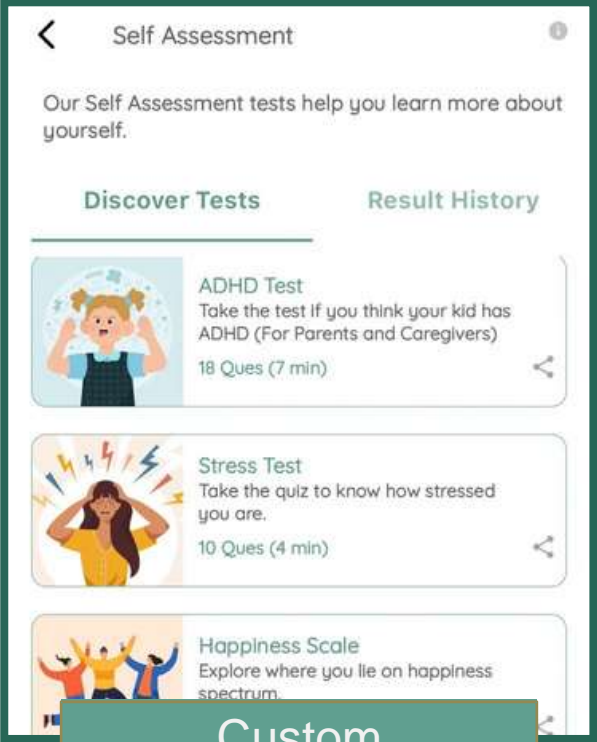 Self Assessment
Our Self Assessment tests help you learn more about
yourself.
Discover Tests
Result History
ADHD Test
Take the test if you think your kid has
ADHD (For Parents and Caregivers)
18 Ques (7 min)
Stress Test
Take the quiz to know how stressed
you are.
10 Ques (4 min)
Happiness Scale
Explore where you lie on happiness
spectrum.
Custom